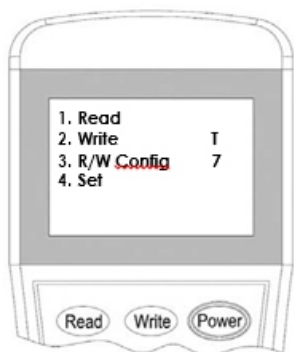 1. Read
2. Write T
3. R/W Config 7
4. Set
Read Write Power